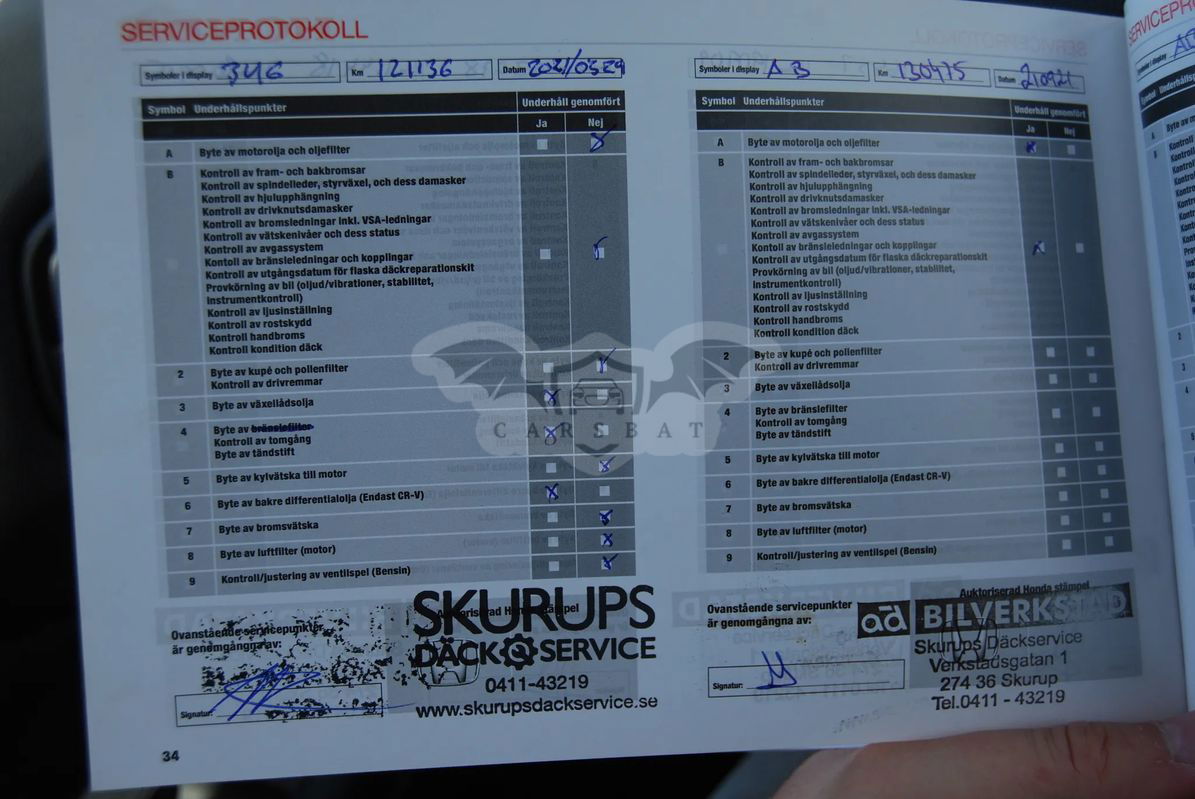 SERVICEPROTOKOLL
Symboler i display 346 Km 121136 Datum 2021/0529
Symbol Underhållspunkter Underhåll genomfört
Ja Nej
A Byte av motorolja och oljefilter
B Kontroll av fram- och bakbromsar
Kontroll av spindelleder, styrväxel, och dess damasker
Kontroll av hjulupphängning
Kontroll av drivknutsdamasker
Kontroll av bromsledningar inkl. VSA-ledningar
Kontroll av vätskenivåer och dess status
Kontroll av avgassystem
Kontoll av bränsleledningar och kopplingar
Kontroll av utgångsdatum för flaska däckreparationskit
Provkörning av bil (oljud/vibrationer, stabilitet,
Instrumentkontroll)
Kontroll av ljusinställning
Kontroll av rostskydd
Kontroll handbroms
Kontroll kondition däck
2 Byte av kupé och pollenfilter
Kontroll av drivremmar
3 Byte av växellådsolja
4 Byte av bränslefilter
Kontroll av tomgång
Byte av tändstift
5 Byte av kylvätska till motor
6 Byte av bakre differentialolja (Endast CR-V)
7 Byte av bromsvätska
8 Byte av luftfilter (motor)
9 Kontroll/justering av ventilspel (Bensin)
Ovanstående servicepunkter
är genomgångna av:
Auktoriserad Honda stämpel
SKURUPS
DÄCK SERVICE
0411-43219
www.skurupsdackservice.se
Signatur:
34
Symboler i display AB Km 130475 Datum 210921
Symbol Underhållspunkter Underhåll genomfört
Ja Nej
A Byte av motorolja och oljefilter
B Kontroll av fram- och bakbromsar
Kontroll av spindelleder, styrväxel, och dess damasker
Kontroll av hjulupphängning
Kontroll av drivknutsdamasker
Kontroll av bromsledningar inkl. VSA-ledningar
Kontroll av vätskenivåer och dess status
Kontroll av avgassystem
Kontoll av bränsleledningar och kopplingar
Kontroll av utgångsdatum för flaska däckreparationskit
Provkörning av bil (oljud/vibrationer, stabilitet,
Instrumentkontroll)
Kontroll av ljusinställning
Kontroll av rostskydd
Kontroll handbroms
Kontroll kondition däck
2 Byte av kupé och pollenfilter
Kontroll av drivremmar
3 Byte av växellådsolja
4 Byte av bränslefilter
Kontroll av tomgång
Byte av tändstift
5 Byte av kylvätska till motor
6 Byte av bakre differentialolja (Endast CR-V)
7 Byte av bromsvätska
8 Byte av luftfilter (motor)
9 Kontroll/justering av ventilspel (Bensin)
Ovanstående servicepunkter
är genomgångna av:
Auktoriserad Honda stämpel
ad BILVERKSTAD
Skurups Däckservice
Verkstadsgatan 1
274 36 Skurup
Tel.0411 - 43219
Signatur:
CARSBAT